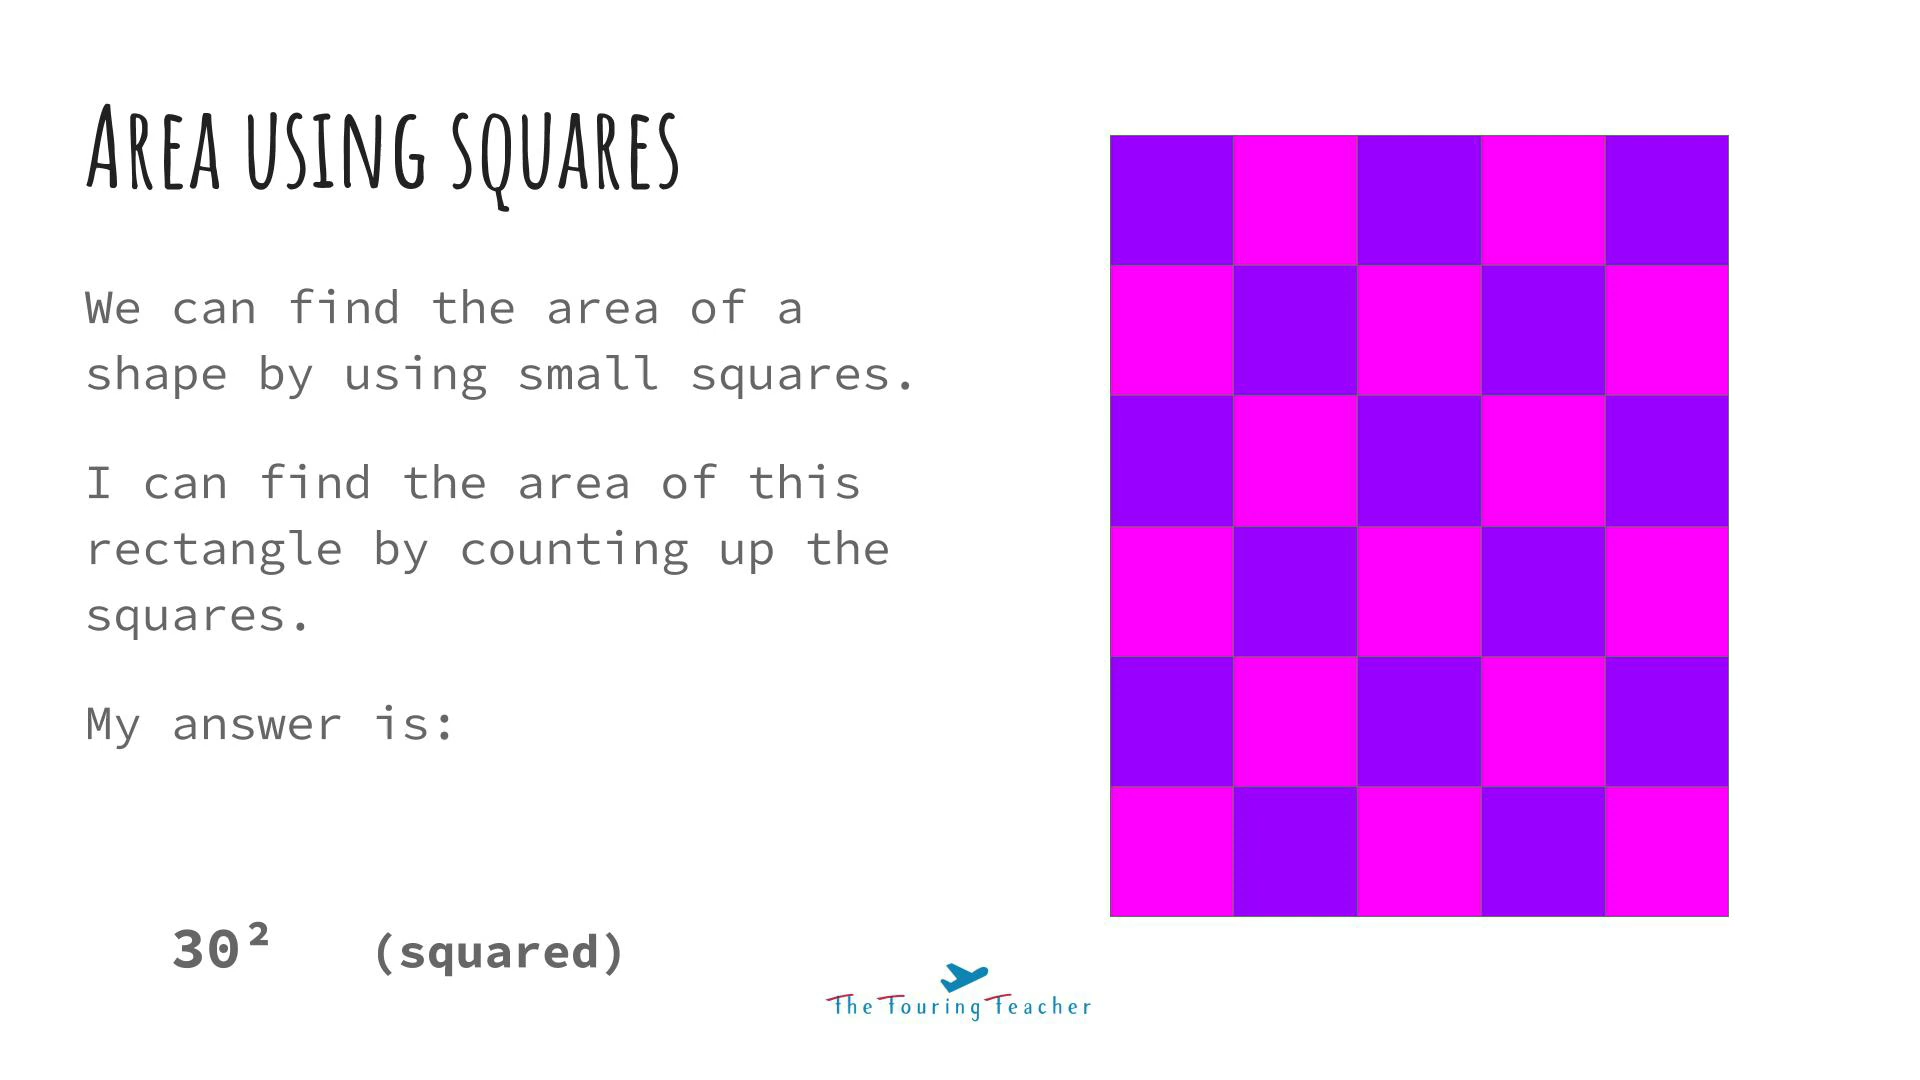 Area using squares
We can find the area of a
shape by using small squares.
I can find the area of this
rectangle by counting up the
squares.
My answer is:
30² (squared)
The Touring Teacher